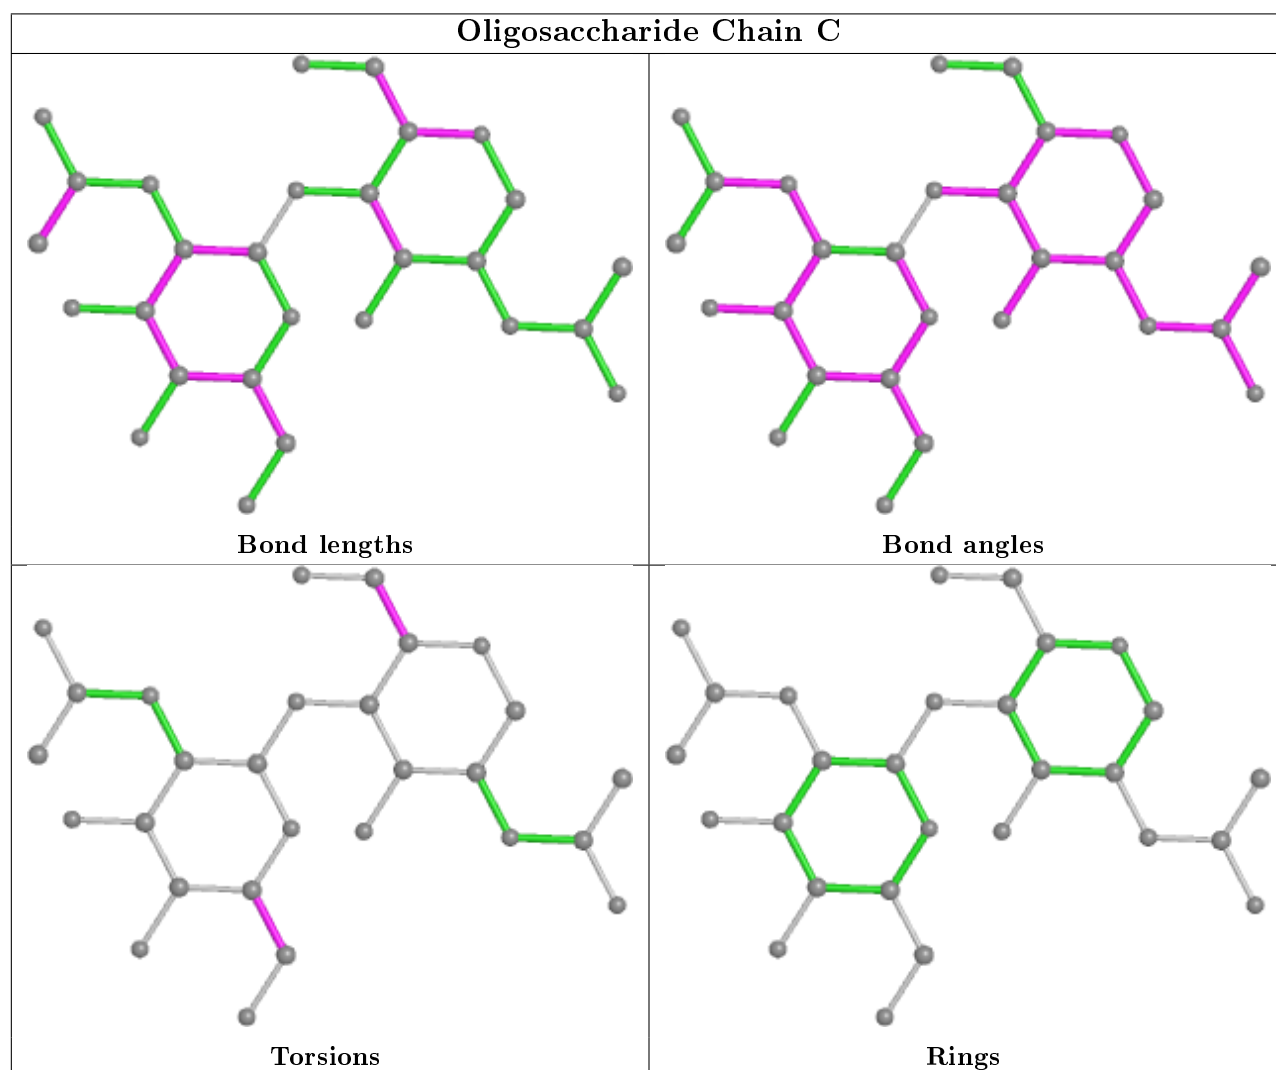 Oligosaccharide Chain C
Bond lengths
Bond angles
Torsions
Rings